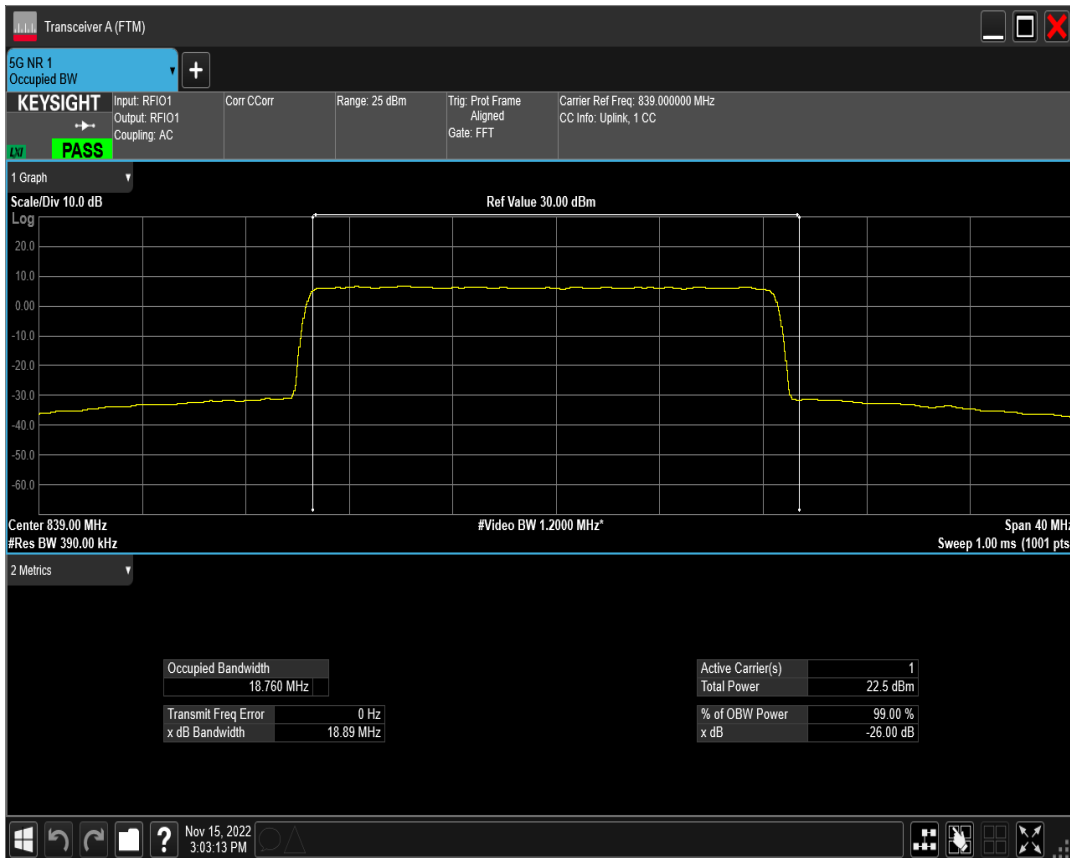 Transceiver A (FTM)
5G NR 1
Occupied BW
+
KEYSIGHT
LXI
PASS
Input: RFIO1
Output: RFIO1
Coupling: AC
Corr CCorr
Range: 25 dBm
Trig: Prot Frame
Aligned
Gate: FFT
Carrier Ref Freq: 839.000000 MHz
CC Info: Uplink, 1 CC
1 Graph
Scale/Div 10.0 dB
Ref Value 30.00 dBm
Log
20.0
10.0
0.00
-10.0
-20.0
-30.0
-40.0
-50.0
-60.0
Center 839.00 MHz
#Video BW 1.2000 MHz*
Span 40 MHz
#Res BW 390.00 kHz
Sweep 1.00 ms (1001 pts
2 Metrics
Occupied Bandwidth
18.760 MHz
Transmit Freq Error 0 Hz
x dB Bandwidth 18.89 MHz
Active Carrier(s) 1
Total Power 22.5 dBm
% of OBW Power 99.00 %
x dB -26.00 dB
?
Nov 15, 2022
3:03:13 PM